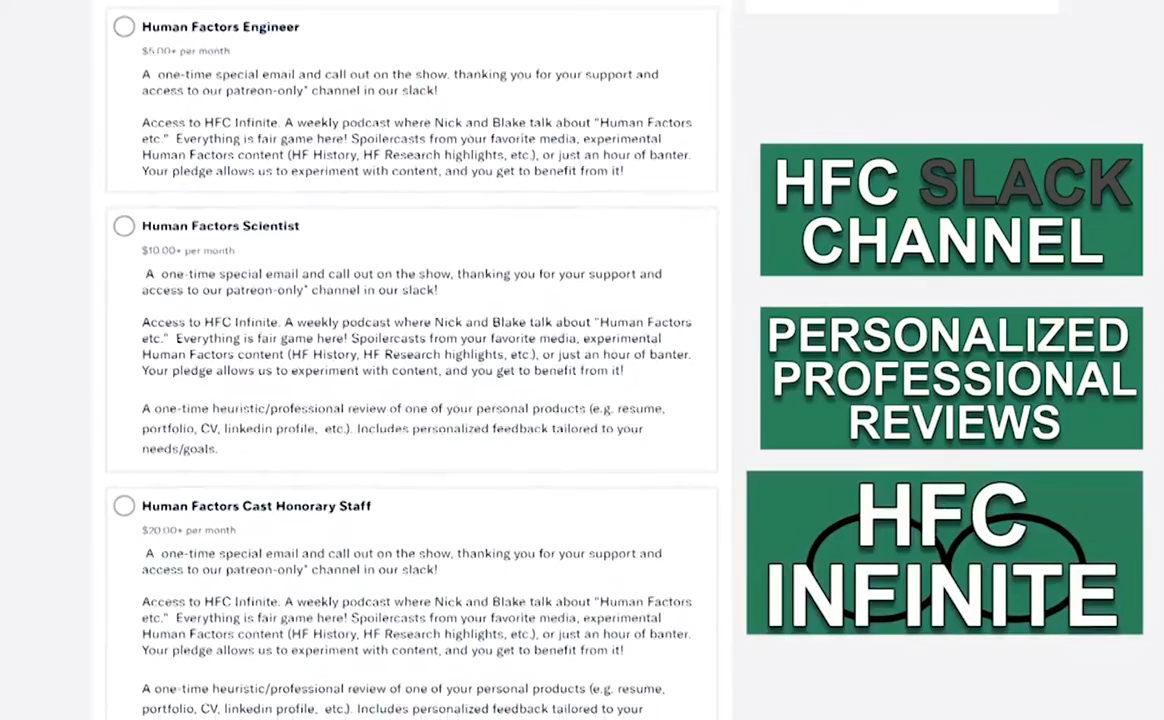 Human Factors Engineer
$5.00+ per month
A one-time special email and call out on the show, thanking you for your support and
access to our patreon-only* channel in our slack!
Access to HFC Infinite. A weekly podcast where Nick and Blake talk about "Human Factors
etc." Everything is fair game here! Spoilercasts from your favorite media, experimental
Human Factors content (HF History, HF Research highlights, etc.), or just an hour of banter.
Your pledge allows us to experiment with content, and you get to benefit from it!
Human Factors Scientist
$10.00+ per month
A one-time special email and call out on the show, thanking you for your support and
access to our patreon-only* channel in our slack!
Access to HFC Infinite. A weekly podcast where Nick and Blake talk about "Human Factors
etc." Everything is fair game here! Spoilercasts from your favorite media, experimental
Human Factors content (HF History, HF Research highlights, etc.), or just an hour of banter.
Your pledge allows us to experiment with content, and you get to benefit from it!
A one-time heuristic/professional review of one of your personal products (e.g. resume,
portfolio, CV, linkedin profile, etc.). Includes personalized feedback tailored to your
needs/goals.
Human Factors Cast Honorary Staff
$20.00+ per month
A one-time special email and call out on the show, thanking you for your support and
access to our patreon-only* channel in our slack!
Access to HFC Infinite. A weekly podcast where Nick and Blake talk about "Human Factors
etc." Everything is fair game here! Spoilercasts from your favorite media, experimental
Human Factors content (HF History, HF Research highlights, etc.), or just an hour of banter.
Your pledge allows us to experiment with content, and you get to benefit from it!
A one-time heuristic/professional review of one of your personal products (e.g. resume,
portfolio, CV, linkedin profile, etc.). Includes personalized feedback tailored to your
HFC SLACK
CHANNEL
PERSONALIZED
PROFESSIONAL
REVIEWS
HFC
INFINITE